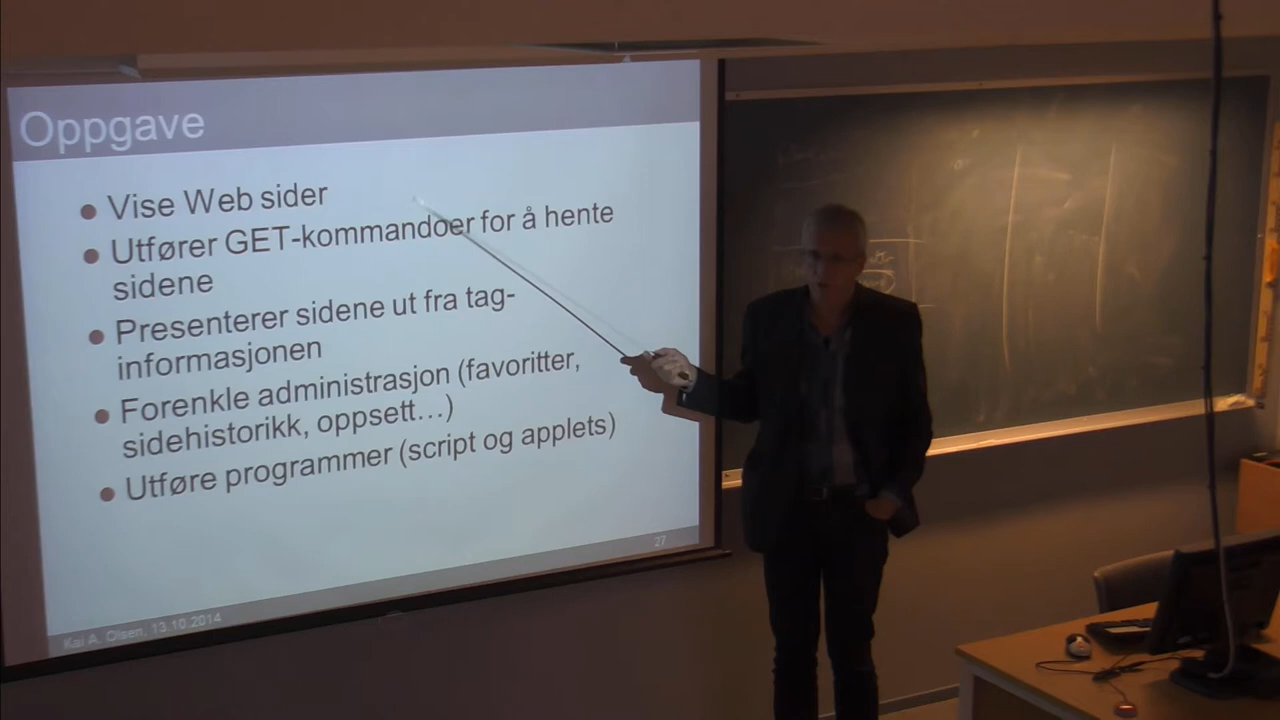 Oppgave
Vise Web sider
Utfører GET-kommandoer for å hente
sidene
Presenterer sidene ut fra tag-
informasjonen
Forenkle administrasjon (favoritter,
sidehistorikk, oppsett…)
Utføre programmer (script og applets)
27
Kai A. Olsen, 13.10.2014